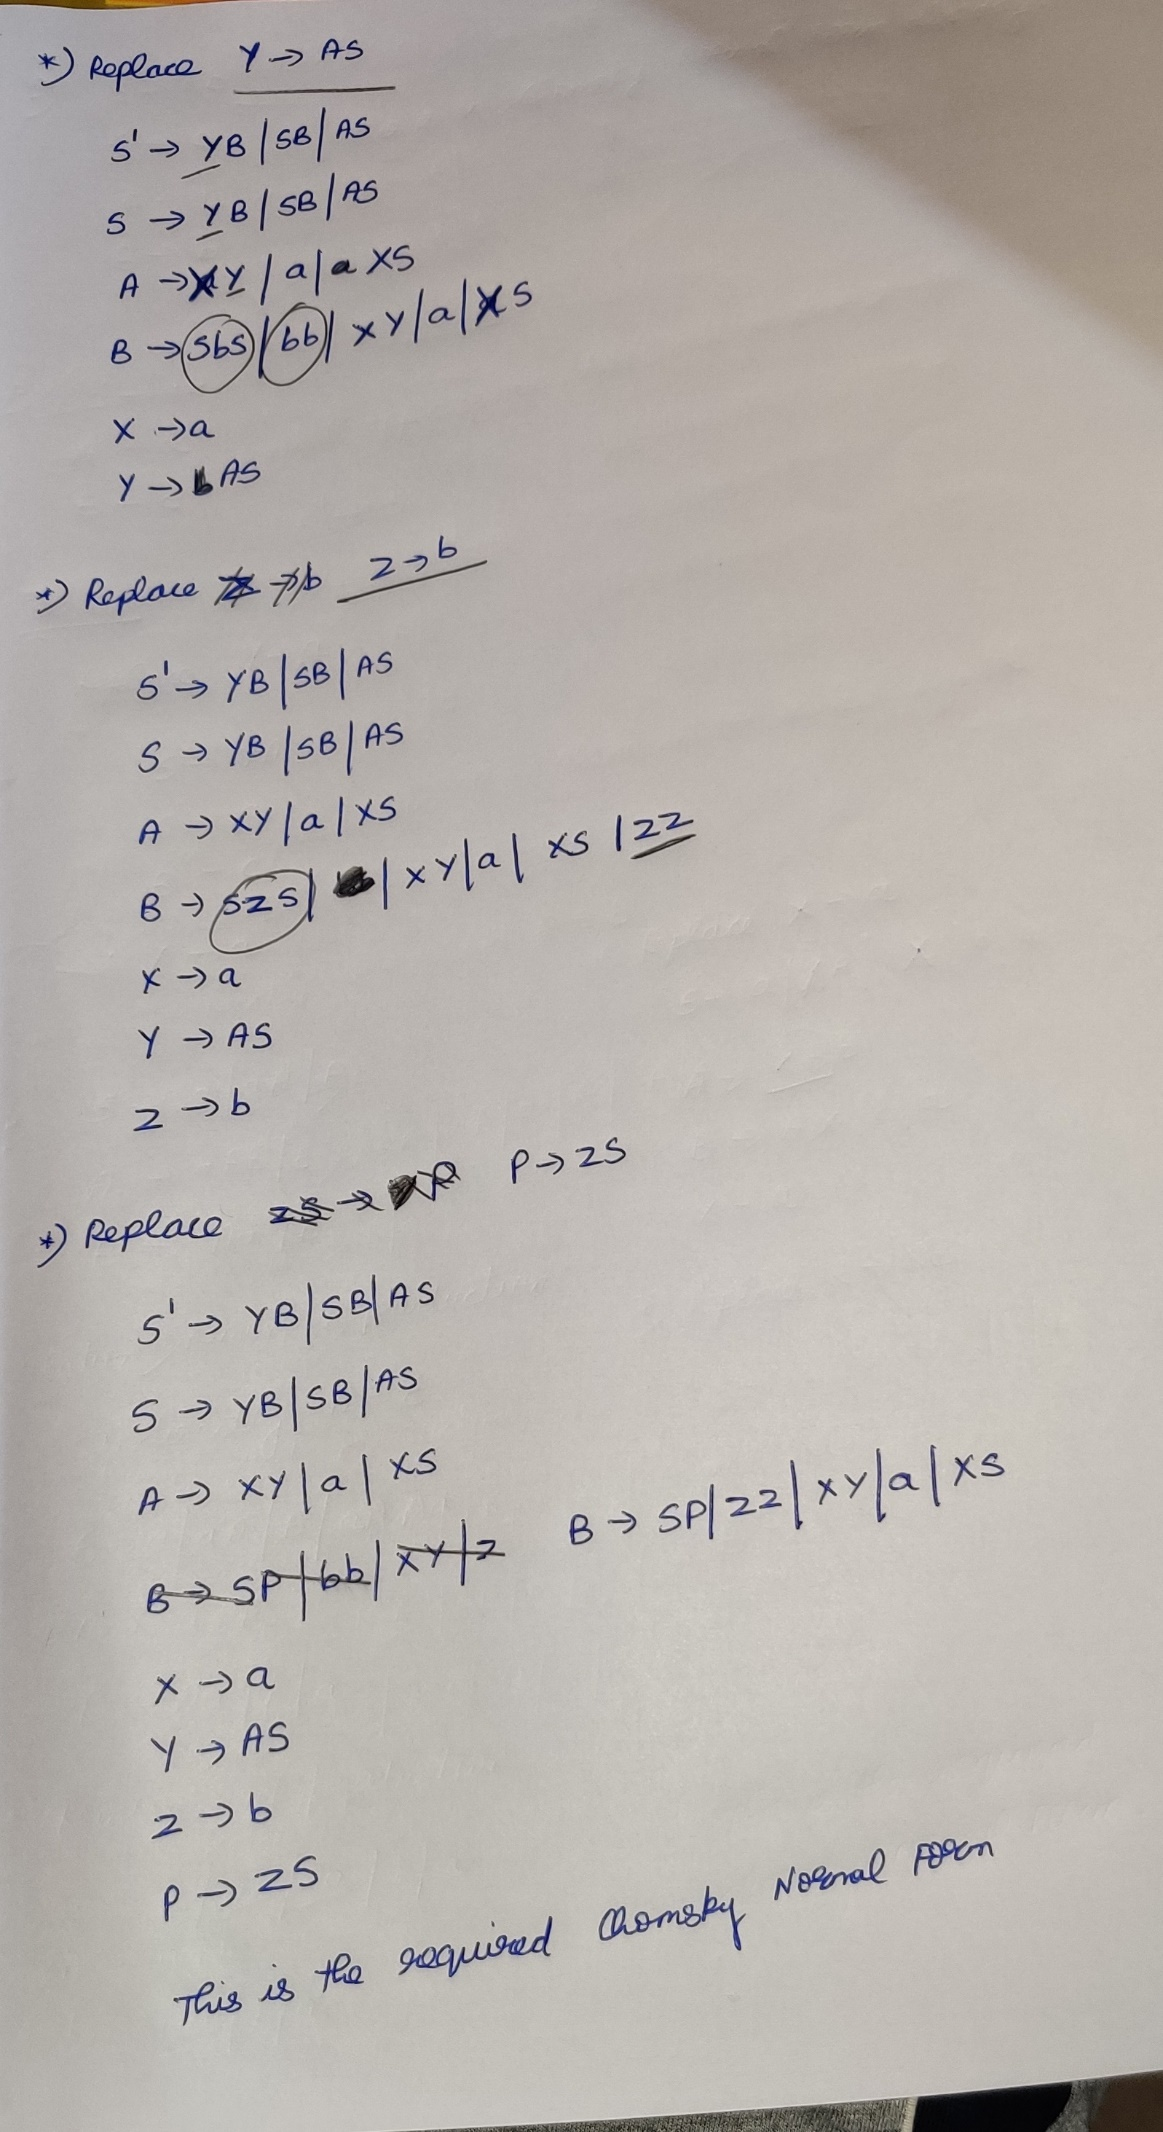 *) Replace Y → AS
S' → YB | SB | AS
S → YB | SB | AS
A → XY | a | XS
B → SbS | bb | XY | a | XS
X → a
Y → AS
*) Replace Z → b
S' → YB | SB | AS
S → YB | SB | AS
A → XY | a | XS
B → SZS | | XY | a | XS | ZZ
X → a
Y → AS
Z → b
*) Replace P → ZS
S' → YB | SB | AS
S → YB | SB | AS
A → XY | a | XS
B → SP | bb | XY | Z B → SP | ZZ | XY | a | XS
X → a
Y → AS
Z → b
P → ZS
This is the required Chomsky Normal Form